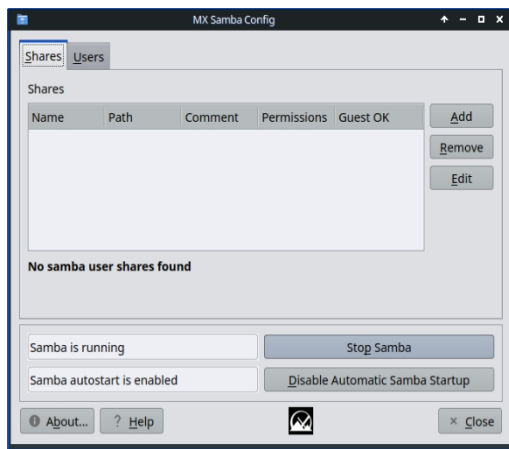 MX Samba Config
Shares Users
Shares
Name Path Comment Permissions Guest OK
Add
Remove
Edit
No samba user shares found
Samba is running
Stop Samba
Samba autostart is enabled
Disable Automatic Samba Startup
About... ? Help
Close